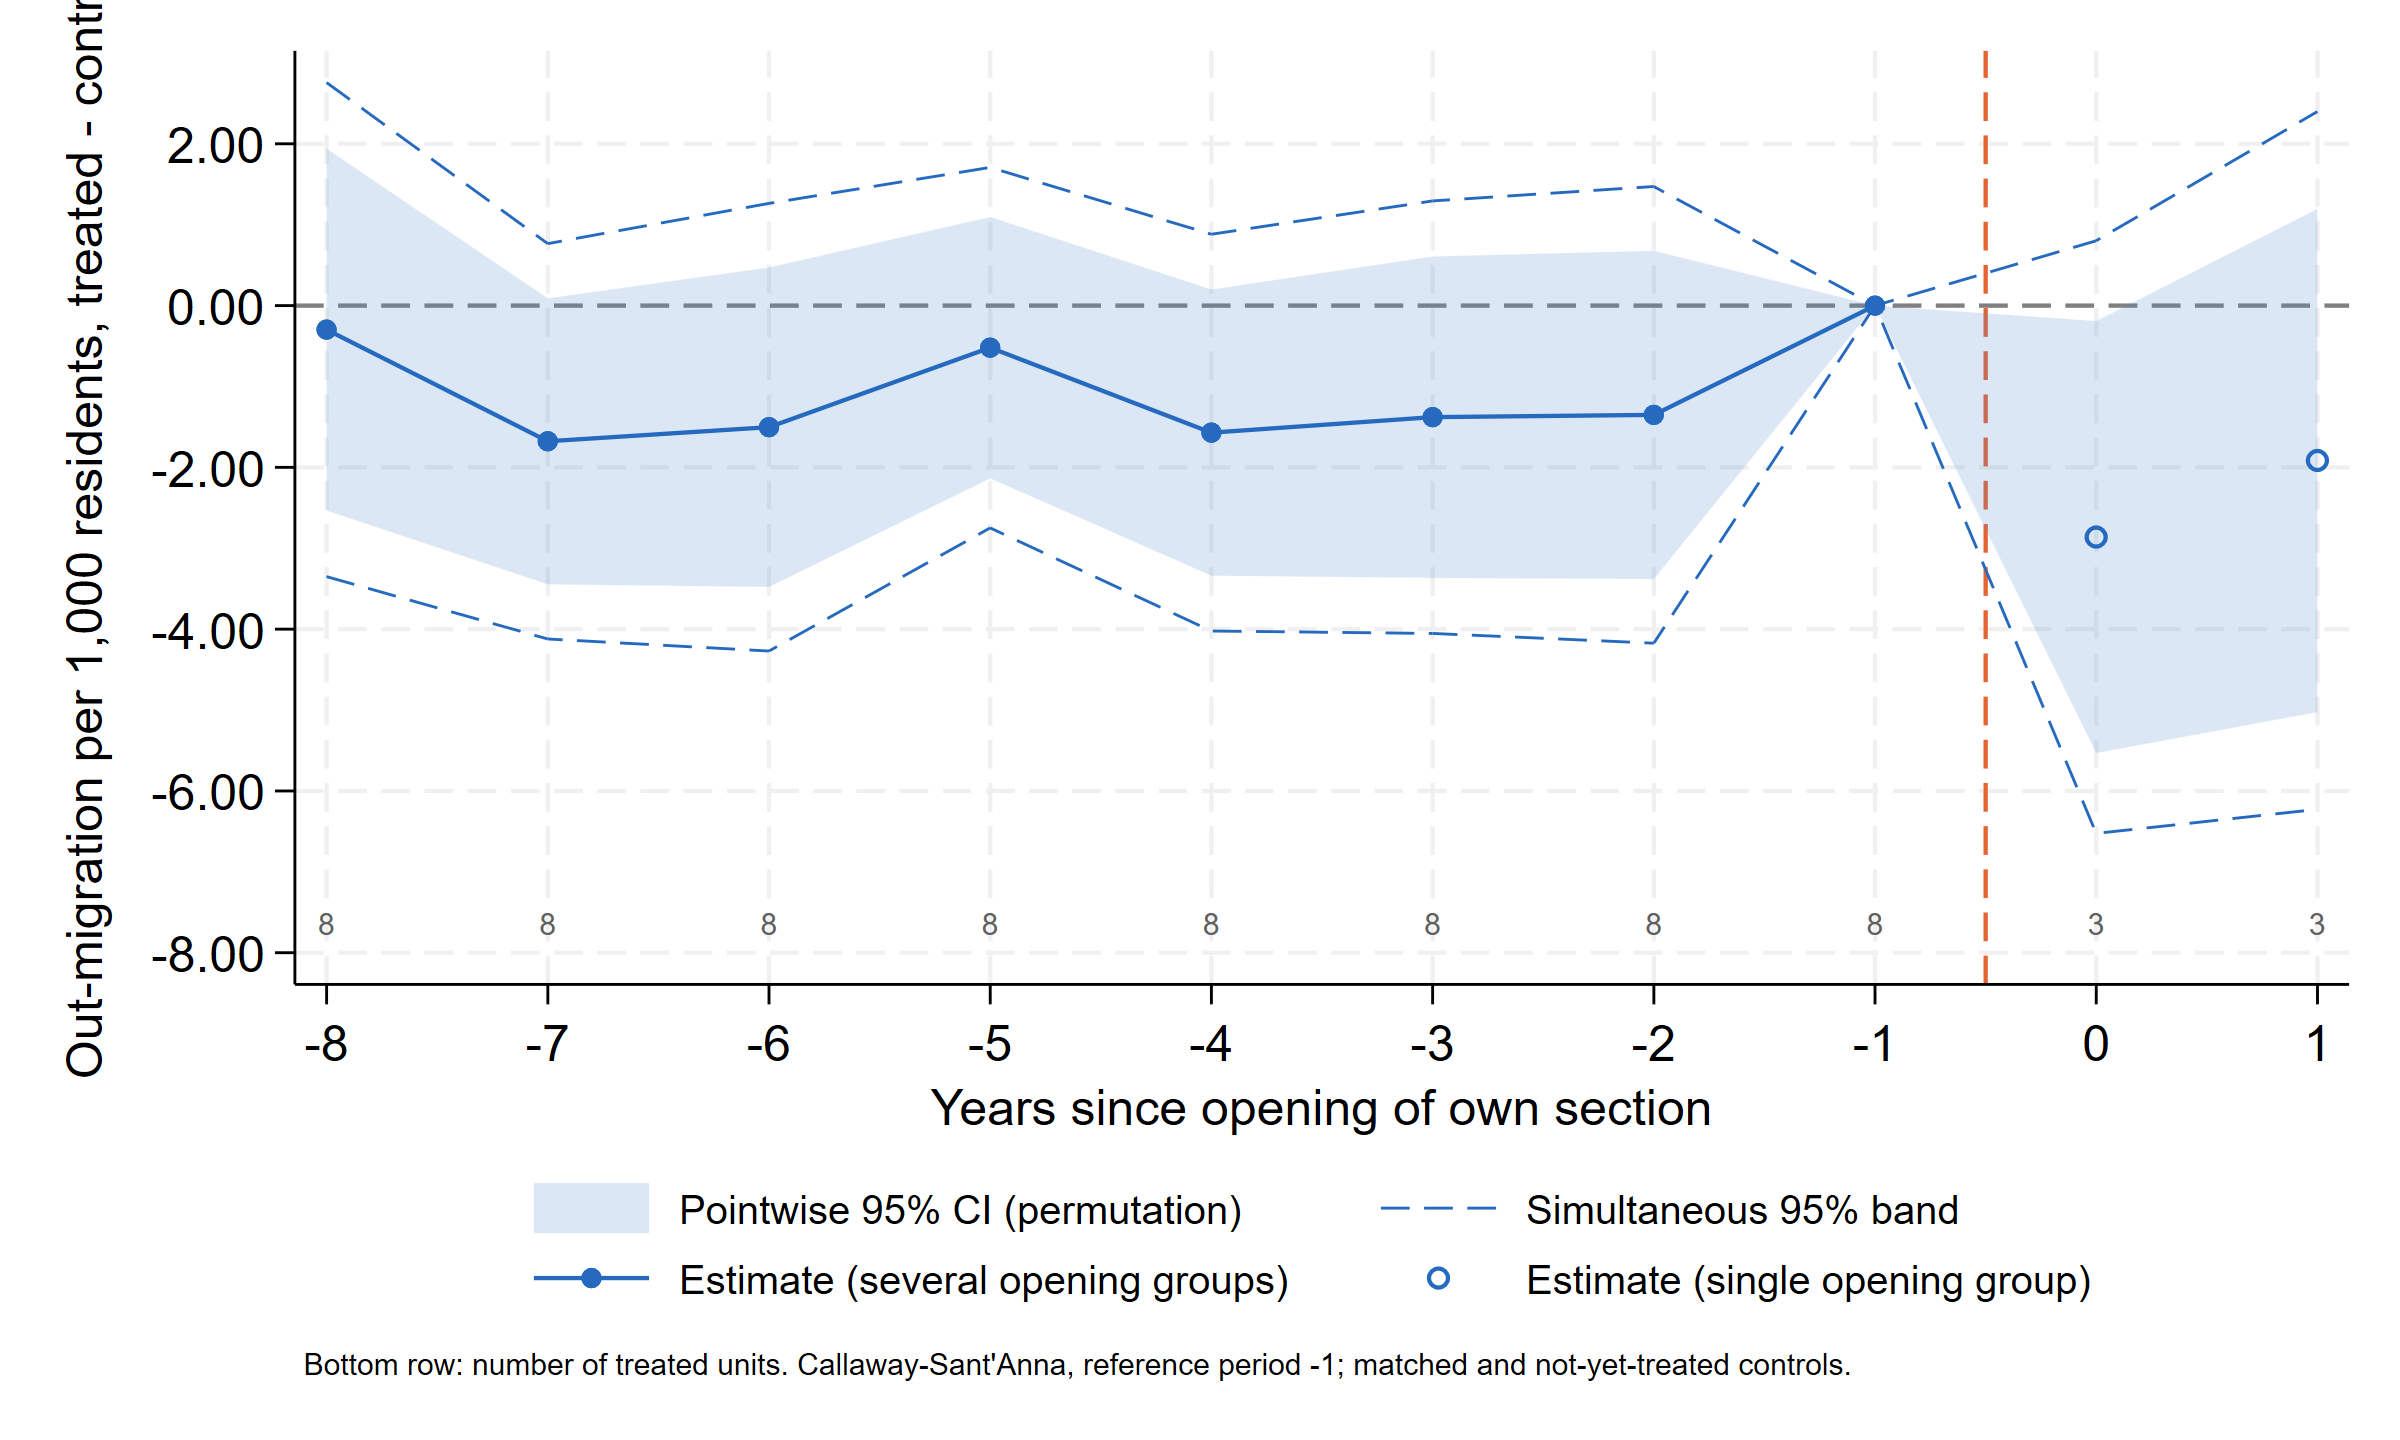 Out-migration per 1,000 residents, treated -
2.00
0.00
-2.00
-4.00
-6.00
-8.00
8 8 8 8 8 8 8 8 3 3
-8 -7 -6 -5 -4 -3 -2 -1 0 1
Years since opening of own section
Pointwise 95% CI (permutation) Simultaneous 95% band
Estimate (several opening groups) Estimate (single opening group)
Bottom row: number of treated units. Callaway-Sant'Anna, reference period -1; matched and not-yet-treated controls.